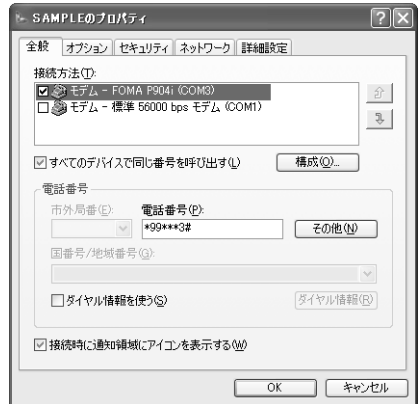 SAMPLEのプロパティ
全般 オプション セキュリティ ネットワーク 詳細設定
接続方法(T):
モデム - FOMA P904i (COM3)
モデム - 標準 56000 bps モデム (COM1)
すべてのデバイスで同じ番号を呼び出す(L) 構成(O)...
電話番号
市外局番(E): 電話番号(P):
*99***3# その他(N)
国番号/地域番号(G):
ダイヤル情報を使う(S) ダイヤル情報(R)
接続時に通知領域にアイコンを表示する(W)
OK キャンセル